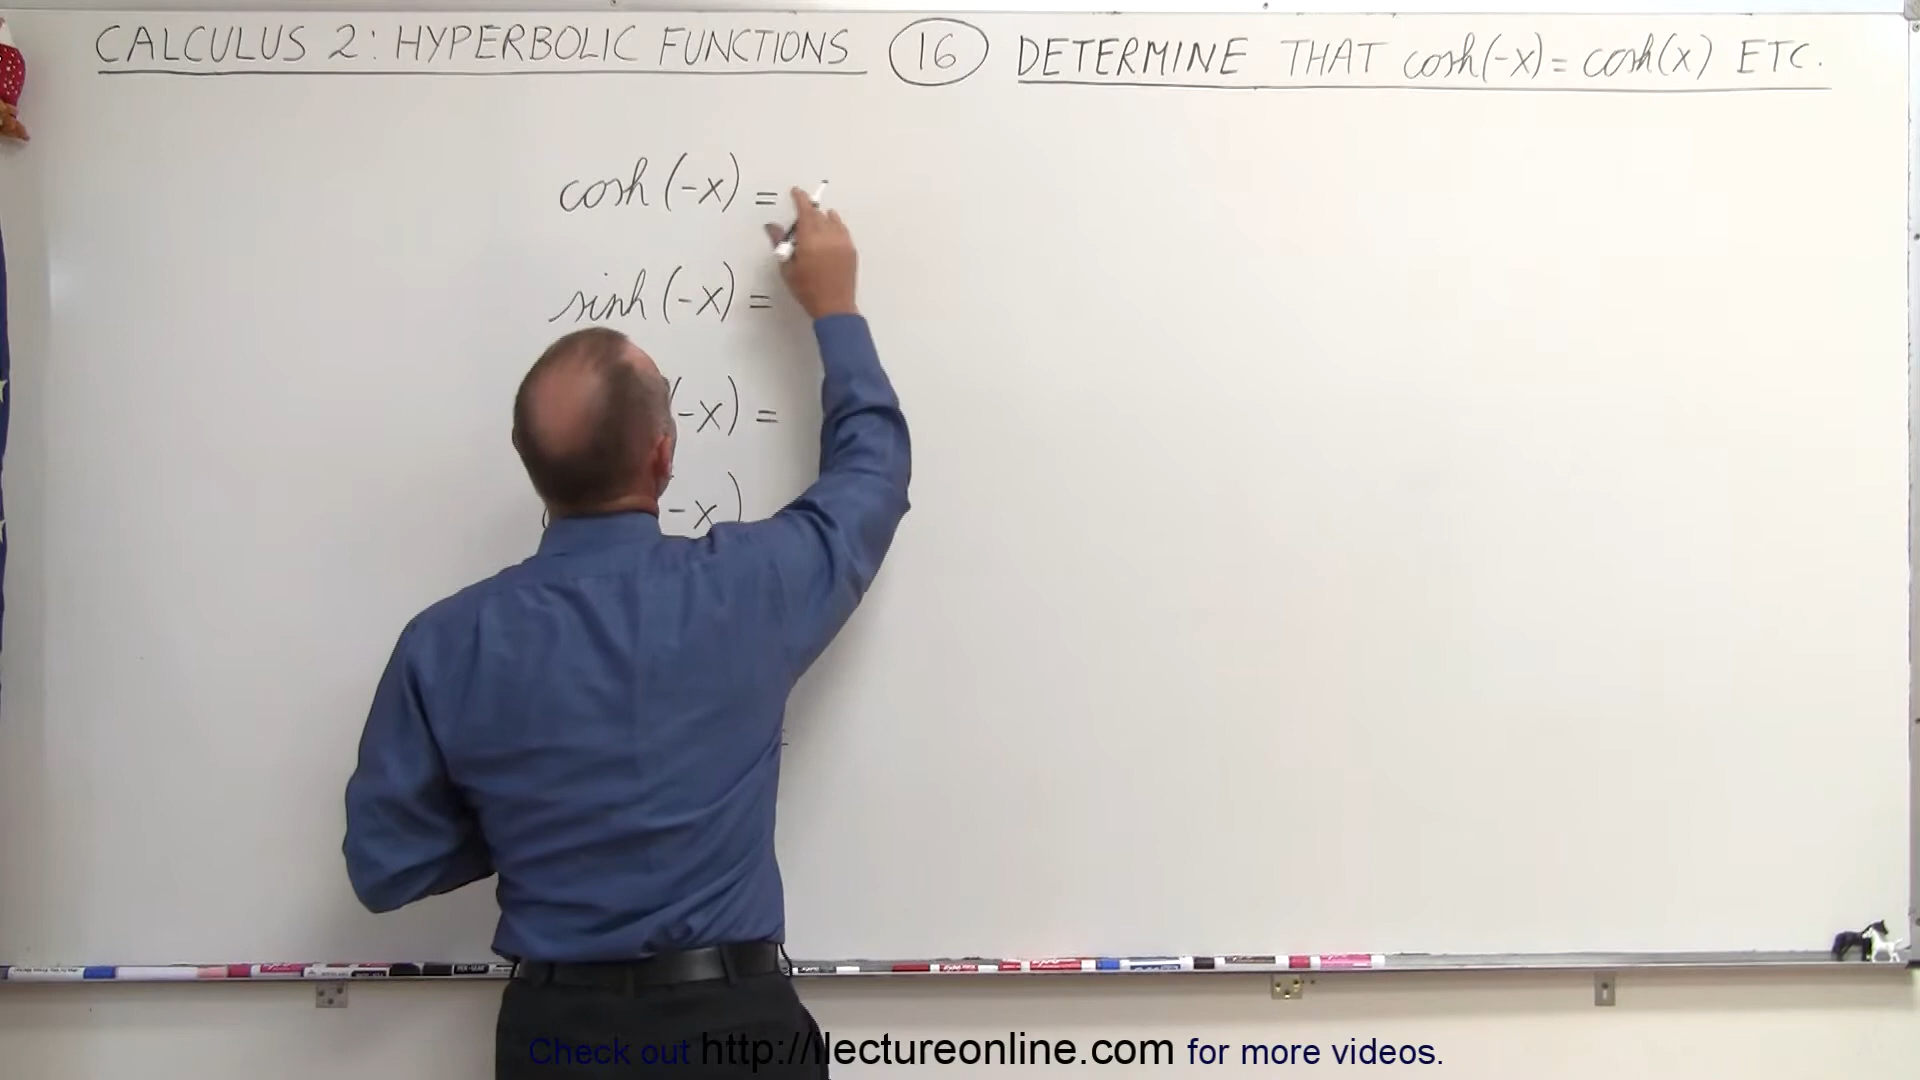 CALCULUS 2: HYPERBOLIC FUNCTIONS 16 DETERMINE THAT cosh(-x) = cosh(x) ETC.
cosh (-x) =
sinh (-x) =
(-x) =
-x)
=
Check out http://ilectureonline.com for more videos.